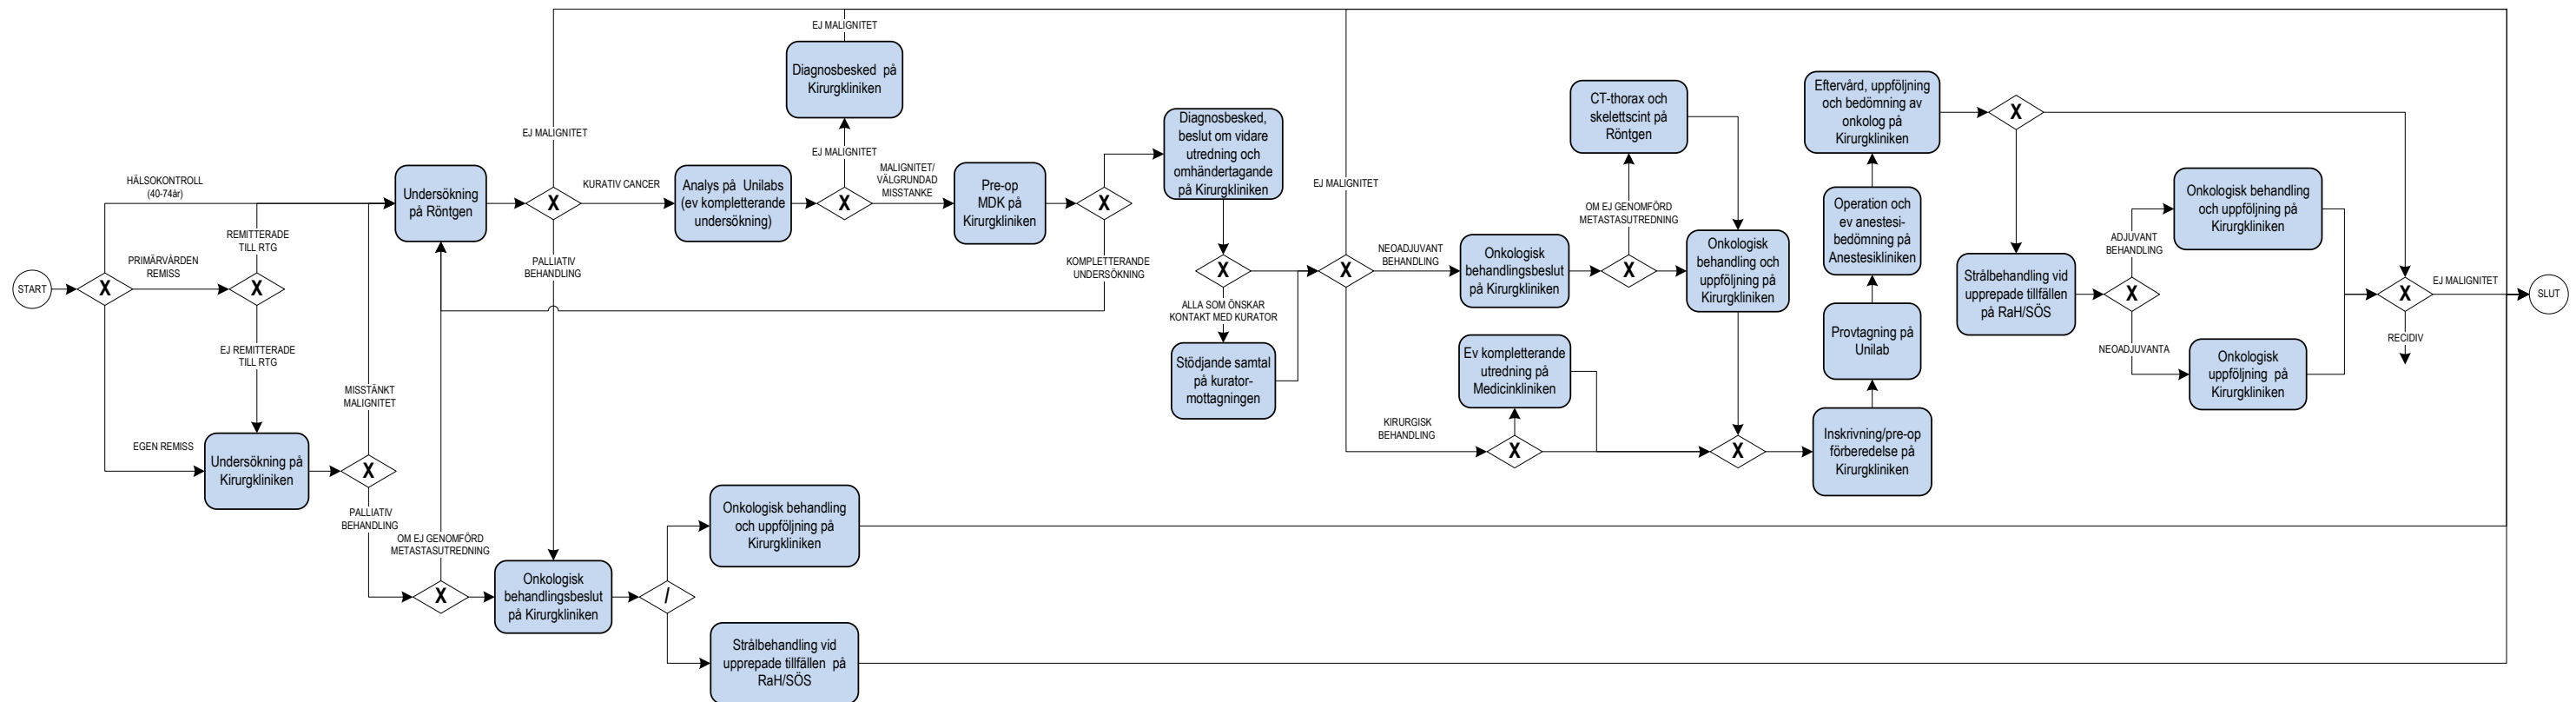 START
X
HÄLSOKONTROLL
(40-74år)
PRIMÄRVÅRDEN
REMISS
EGEN REMISS
X
REMITTERADE
TILL RTG
EJ REMITTERADE
TILL RTG
Undersökning på
Kirurgkliniken
X
MISSTÄNKT
MALIGNITET
PALLIATIV
BEHANDLING
X
OM EJ GENOMFÖRD
METASTASUTREDNING
Undersökning
på Röntgen
X
EJ MALIGNITET
KURATIV CANCER
PALLIATIV
BEHANDLING
Onkologisk
behandlingsbeslut
på Kirurgkliniken
/
Onkologisk behandling
och uppföljning på
Kirurgkliniken
Strålbehandling vid
upprepade tillfällen på
RaH/SÖS
Analys på Unilabs
(ev kompletterande
undersökning)
X
EJ MALIGNITET
Diagnosbesked på
Kirurgkliniken
EJ MALIGNITET
MALIGNITET/
VÄLGRUNDAD
MISSTANKE
Pre-op
MDK på
Kirurgkliniken
X
KOMPLETTERANDE
UNDERSÖKNING
Diagnosbesked,
beslut om vidare
utredning och
omhändertagande
på Kirurgkliniken
X
ALLA SOM ÖNSKAR
KONTAKT MED KURATOR
Stödjande samtal
på kurator-
mottagningen
X
EJ MALIGNITET
NEOADJUVANT
BEHANDLING
KIRURGISK
BEHANDLING
Onkologisk
behandlingsbeslut
på Kirurgkliniken
X
OM EJ GENOMFÖRD
METASTASUTREDNING
CT-thorax och
skelettscint på
Röntgen
Onkologisk
behandling och
uppföljning på
Kirurgkliniken
X
Ev kompletterande
utredning på
Medicinkliniken
X
Inskrivning/pre-op
förberedelse på
Kirurgkliniken
Provtagning på
Unilab
Operation och
ev anestesi-
bedömning på
Anestesikliniken
Eftervård, uppföljning
och bedömning av
onkolog på
Kirurgkliniken
X
Strålbehandling vid
upprepade tillfällen
på RaH/SÖS
X
ADJUVANT
BEHANDLING
NEOADJUVANTA
Onkologisk behandling
och uppföljning på
Kirurgkliniken
Onkologisk
uppföljning på
Kirurgkliniken
X
EJ MALIGNITET
RECIDIV
SLUT